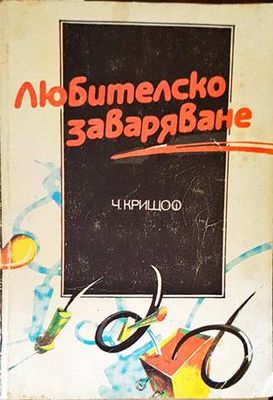 Любителско
заваряване
Ч. КРИЩОФ